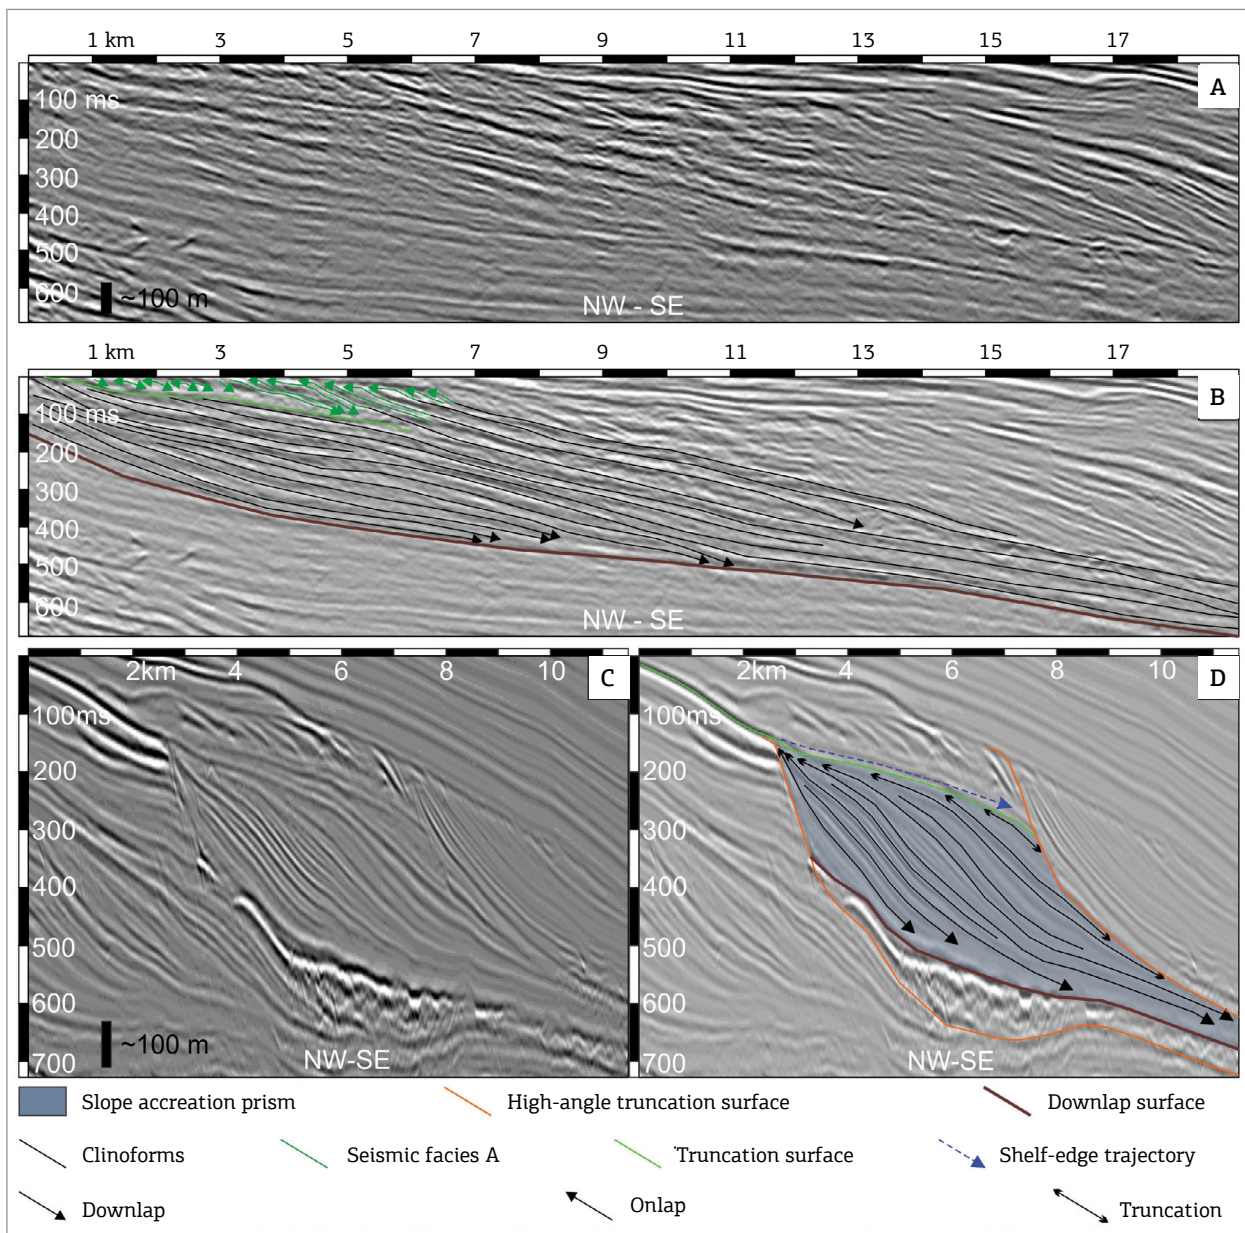 1 km 3 5 7 9 11 13 15 17
A
100 ms
200
300
400
500
600
~100 m
NW - SE
1 km 3 5 7 9 11 13 15 17
B
100 ms
200
300
400
500
600
NW - SE
2km 4 6 8 10
C
100ms
200
300
400
500
600
700
~100 m
NW-SE
2km 4 6 8 10
D
100ms
200
300
400
500
600
700
NW-SE
Slope accreation prism High-angle truncation surface Downlap surface
Clinoforms Seismic facies A Truncation surface Shelf-edge trajectory
Downlap Onlap Truncation